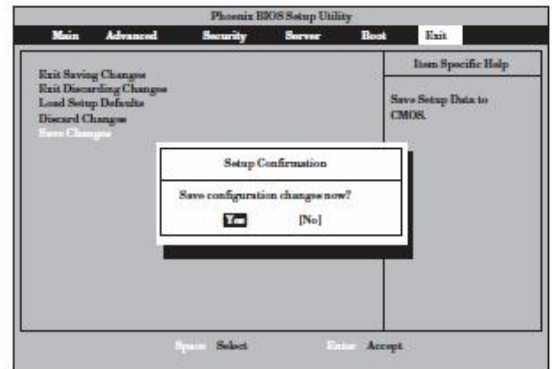 Phoenix BIOS Setup Utility
Main Advanced Security Server Boot Exit
Item Specific Help
Exit Saving Changes
Exit Discarding Changes
Load Setup Defaults
Discard Changes
Save Changes
Save Setup Data to
CMOS.
Setup Confirmation
Save configuration changes now?
Yes [No]
Space Select Enter Accept